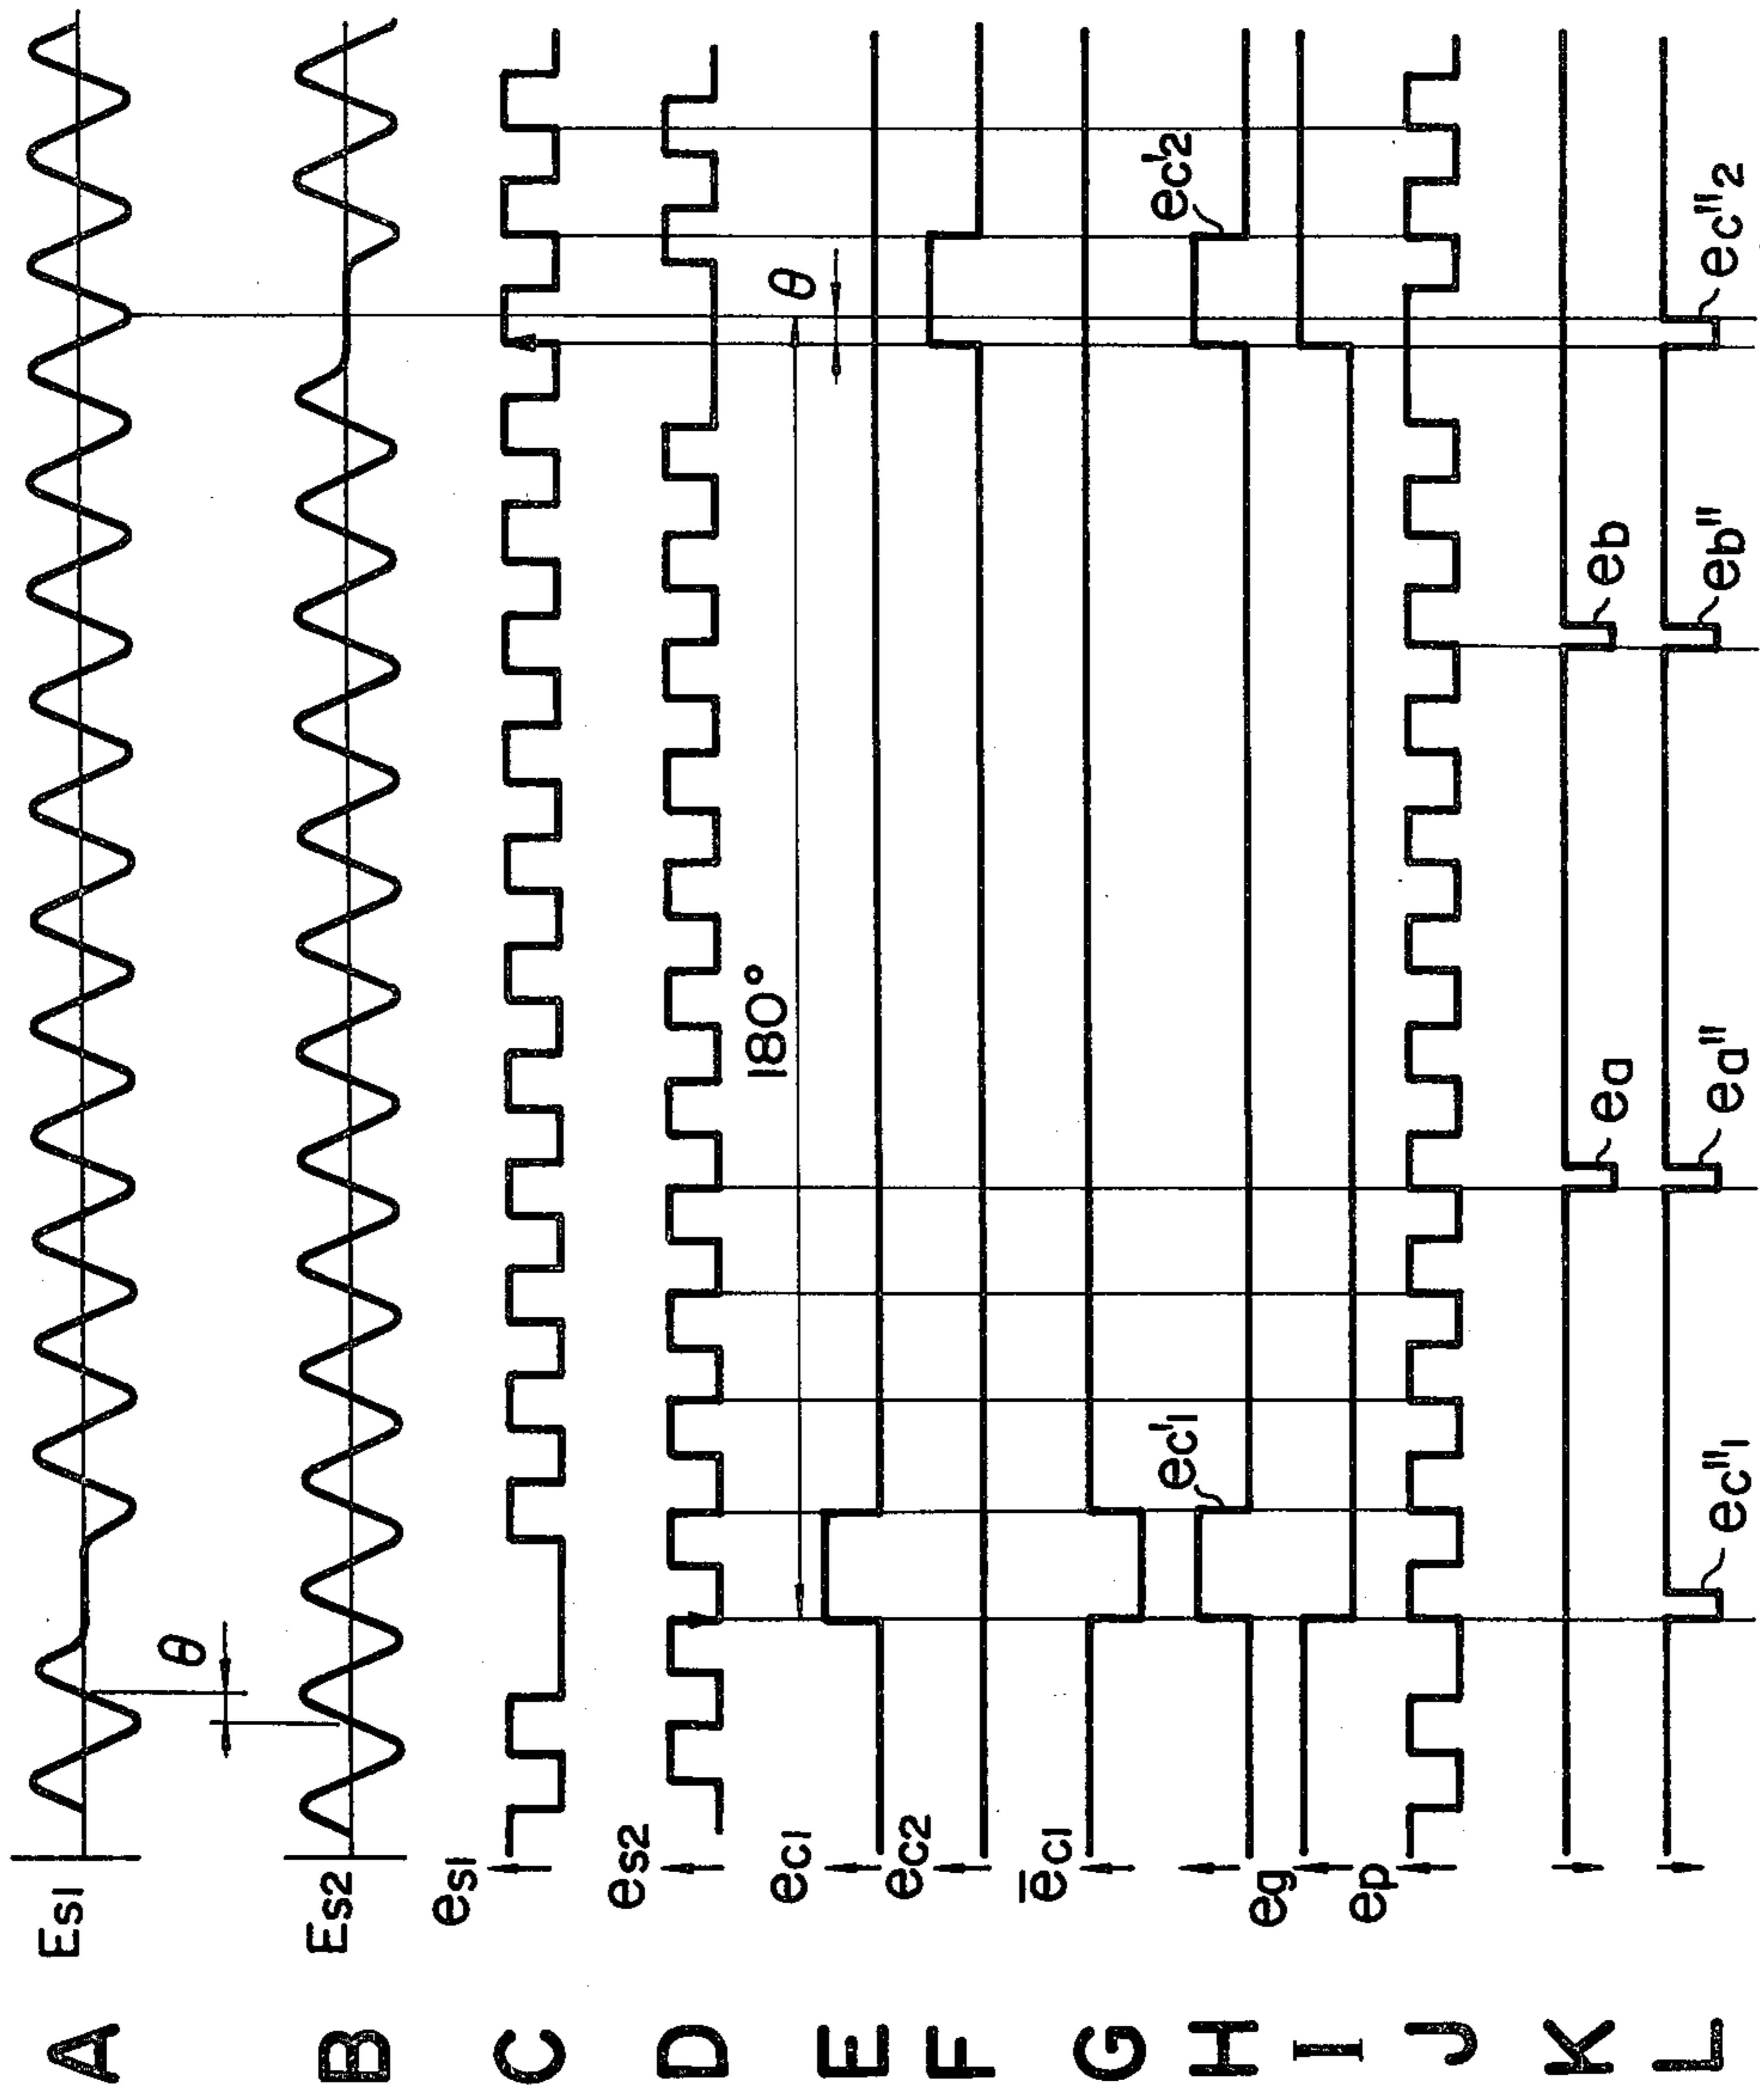 A Es1
θ
B Es2
C es1
D es2
180°
θ
E ec1
F ec2
G e̅c1
H ec'1 ec'2
I eg
J ep
K ea eb
L ec"1 ea" eb" ec"2